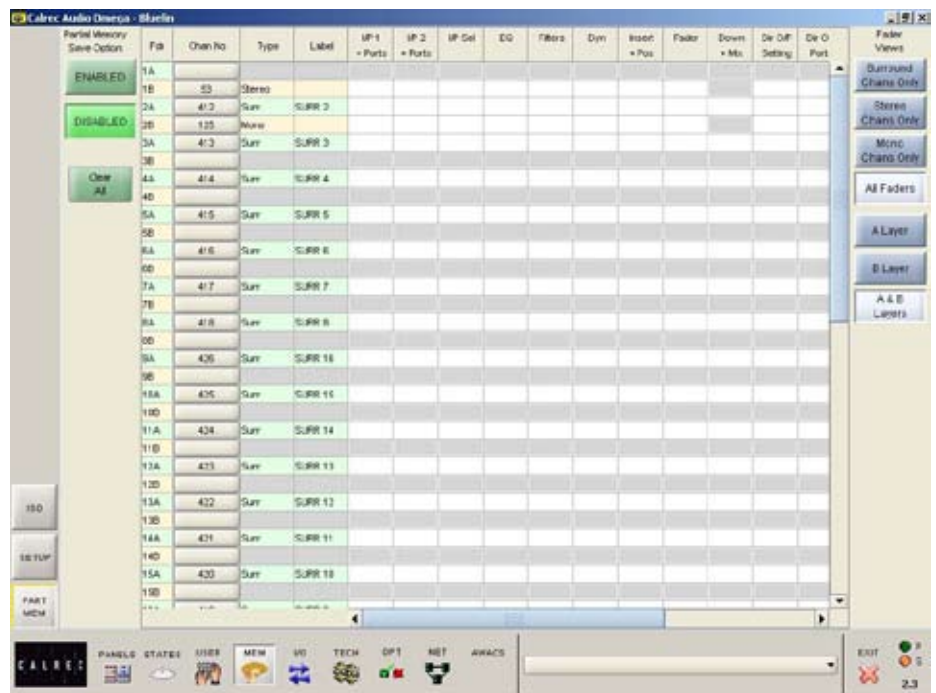 Calrec Audio Omega - Bluefin
Partial Memory Save Option
ENABLED
DISABLED
Clear All
Fdr Chan No Type Label I/P 1 + Ports I/P 2 + Ports I/P Sel EQ Filters Dyn Insert + Pos Fader Down + Mix Dir O/P Setting Dir O Port
1A
1B 53 Stereo
2A 412 Surr SURR 2
2B 125 Mono
3A 413 Surr SURR 3
3B
4A 414 Surr SURR 4
4B
5A 415 Surr SURR 5
5B
6A 416 Surr SURR 6
6B
7A 417 Surr SURR 7
7B
8A 418 Surr SURR 8
8B
9A 426 Surr SURR 16
9B
10A 425 Surr SURR 15
10B
11A 424 Surr SURR 14
11B
12A 423 Surr SURR 13
12B
13A 422 Surr SURR 12
13B
14A 421 Surr SURR 11
14B
15A 420 Surr SURR 10
15B
Fader Views
Surround Chans Only
Stereo Chans Only
Mono Chans Only
All Faders
A Layer
B Layer
A & B Layers
ISO
SETUP
PART MEM
CALREC
PANELS STATES USER MEM I/O TECH OPT NET AWACS
EXIT
P
S
2.3